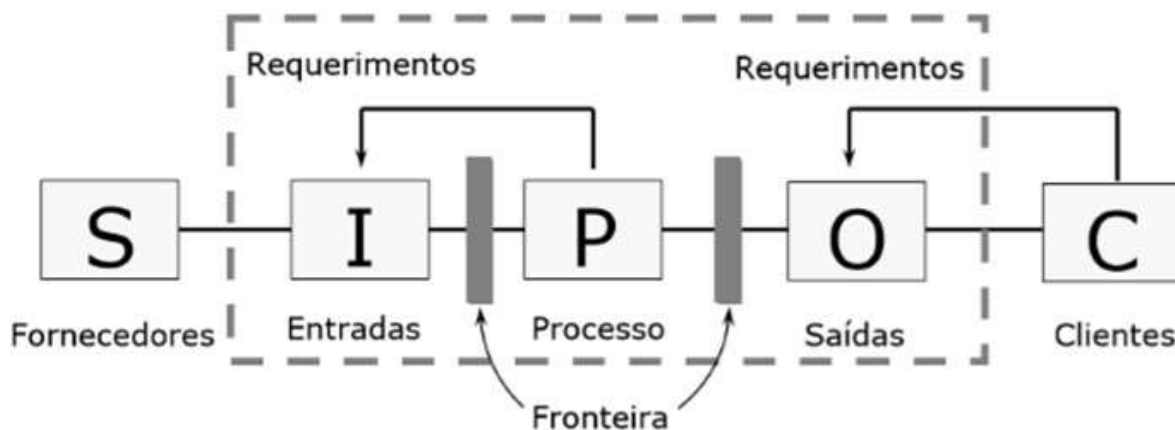 Requerimentos
Requerimentos
S
I
P
O
C
Fornecedores
Entradas
Processo
Saídas
Clientes
Fronteira